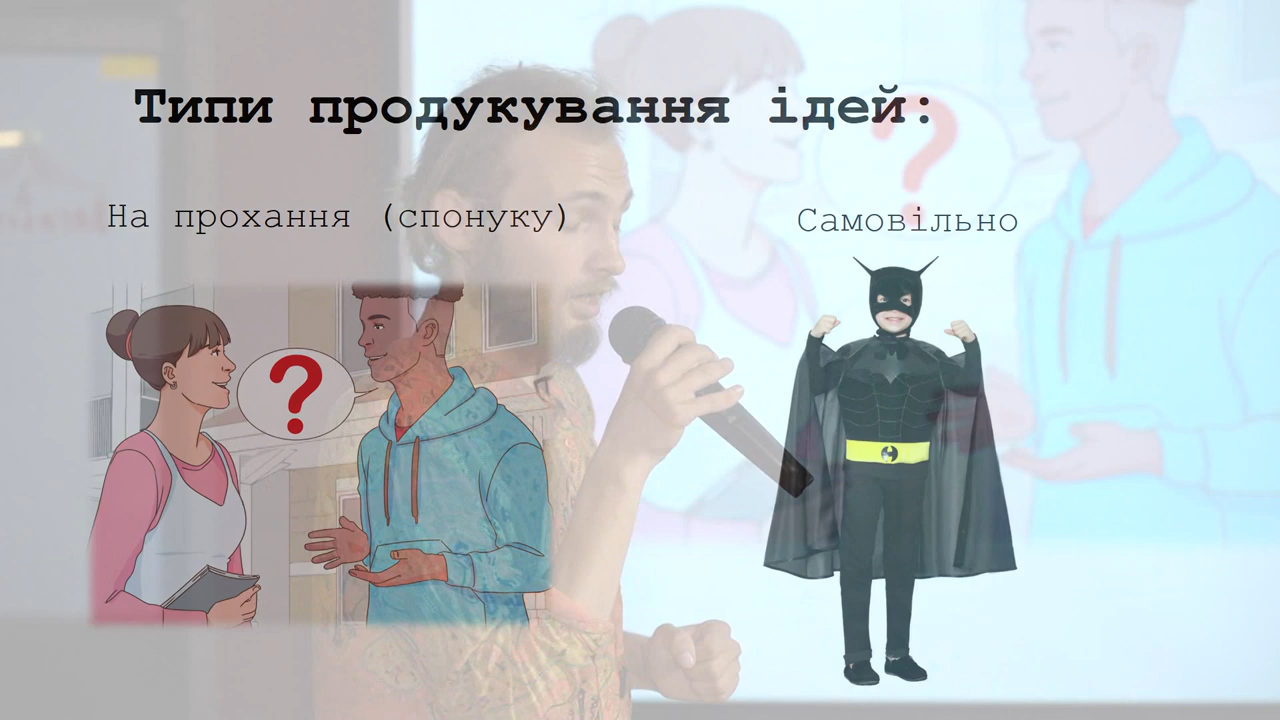 Типи продукування ідей:
На прохання (спонуку)
Самовільно
?
?